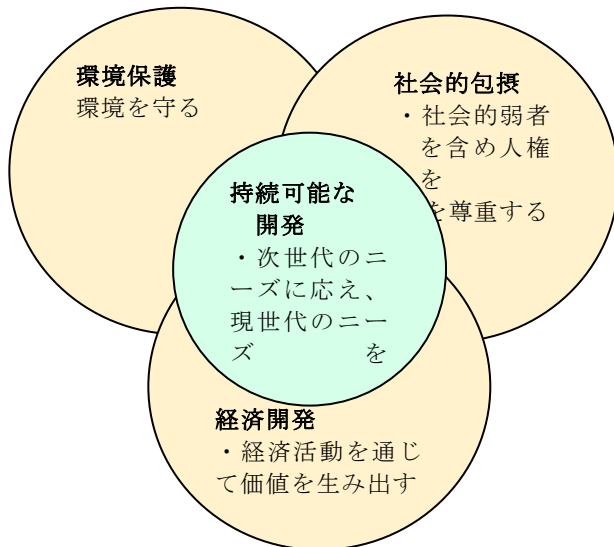 環境保護
環境を守る
社会的包摂
・社会的弱者
を含め人権
を
を尊重する
持続可能な
開発
・次世代のニ
ーズに応え、
現世代のニー
ズを
経済開発
・経済活動を通じ
て価値を生み出す